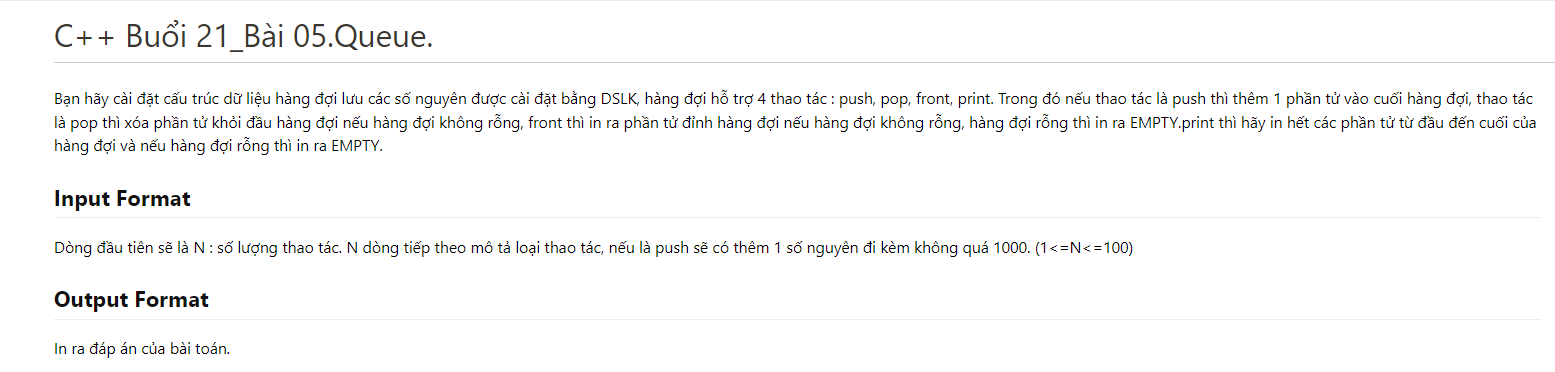 C++ Buổi 21_Bài 05.Queue.
Bạn hãy cài đặt cấu trúc dữ liệu hàng đợi lưu các số nguyên được cài đặt bằng DSLK, hàng đợi hỗ trợ 4 thao tác : push, pop, front, print. Trong đó nếu thao tác là push thì thêm 1 phần tử vào cuối hàng đợi, thao tác
là pop thì xóa phần tử khỏi đầu hàng đợi nếu hàng đợi không rỗng, front thì in ra phần tử đỉnh hàng đợi nếu hàng đợi không rỗng, hàng đợi rỗng thì in ra EMPTY.print thì hãy in hết các phần tử từ đầu đến cuối của
hàng đợi và nếu hàng đợi rỗng thì in ra EMPTY.
Input Format
Dòng đầu tiên sẽ là N : số lượng thao tác. N dòng tiếp theo mô tả loại thao tác, nếu là push sẽ có thêm 1 số nguyên đi kèm không quá 1000. (1<=N<=100)
Output Format
In ra đáp án của bài toán.